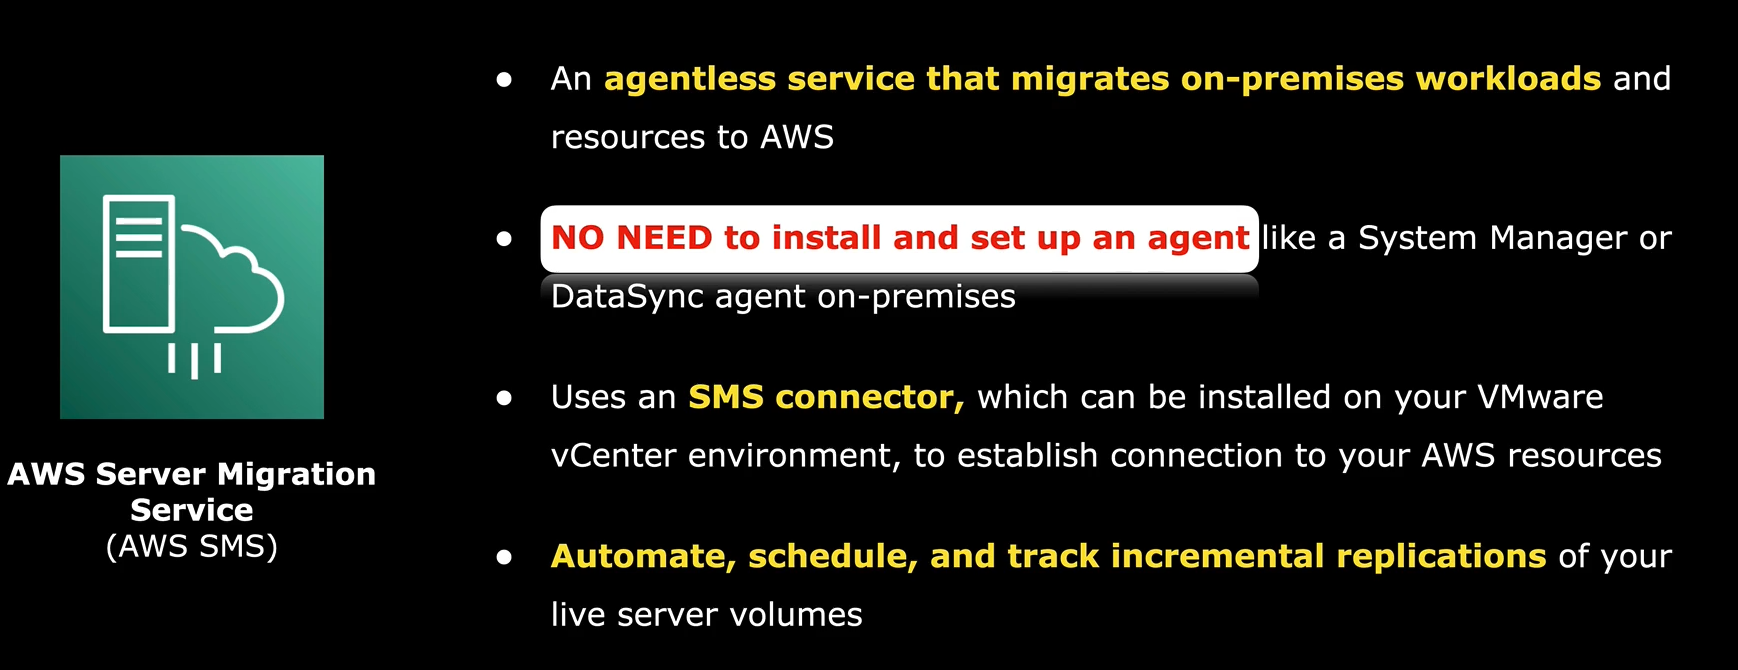 An agentless service that migrates on-premises workloads and
resources to AWS
NO NEED to install and set up an agent like a System Manager or
DataSync agent on-premises
Uses an SMS connector, which can be installed on your VMware
vCenter environment, to establish connection to your AWS resources
Automate, schedule, and track incremental replications of your
live server volumes
AWS Server Migration
Service
(AWS SMS)